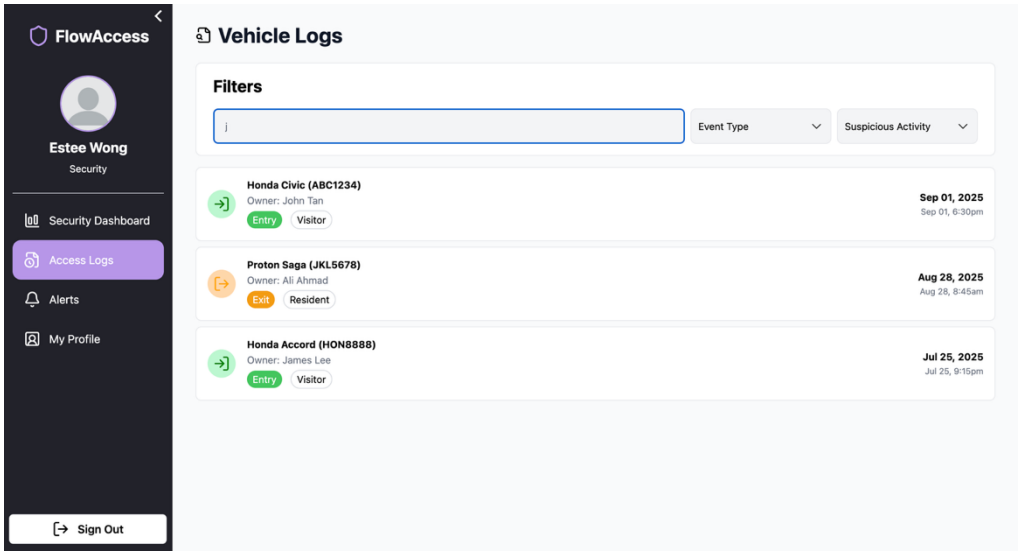 FlowAccess
Estee Wong
Security
Security Dashboard
Access Logs
Alerts
My Profile
Sign Out
Vehicle Logs
Filters
j
Event Type
Suspicious Activity
Honda Civic (ABC1234)
Owner: John Tan
Entry Visitor
Sep 01, 2025
Sep 01, 6:30pm
Proton Saga (JKL5678)
Owner: Ali Ahmad
Exit Resident
Aug 28, 2025
Aug 28, 8:45am
Honda Accord (HON8888)
Owner: James Lee
Entry Visitor
Jul 25, 2025
Jul 25, 9:15pm